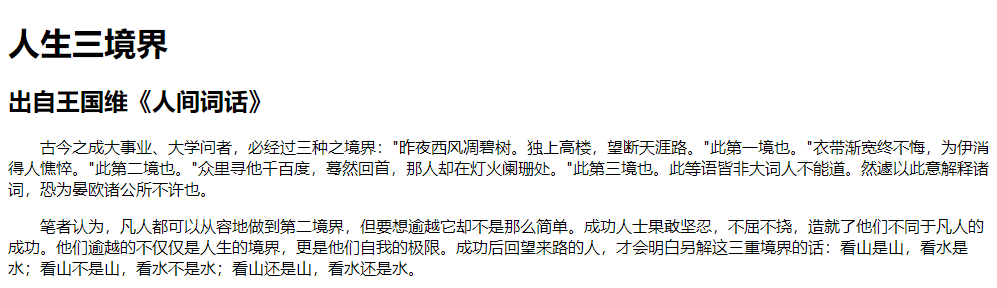 人生三境界
出自王国维《人间词话》
古今之成大事业、大学问者，必经过三种之境界："昨夜西风凋碧树。独上高楼，望断天涯路。"此第一境也。"衣带渐宽终不悔，为伊消
得人憔悴。"此第二境也。"众里寻他千百度，蓦然回首，那人却在灯火阑珊处。"此第三境也。此等语皆非大词人不能道。然遽以此意解释诸
词，恐为晏欧诸公所不许也。
笔者认为，凡人都可以从容地做到第二境界，但要想逾越它却不是那么简单。成功人士果敢坚忍，不屈不挠，造就了他们不同于凡人的
成功。他们逾越的不仅仅是人生的境界，更是他们自我的极限。成功后回望来路的人，才会明白另解这三重境界的话：看山是山，看水是
水；看山不是山，看水不是水；看山还是山，看水还是水。